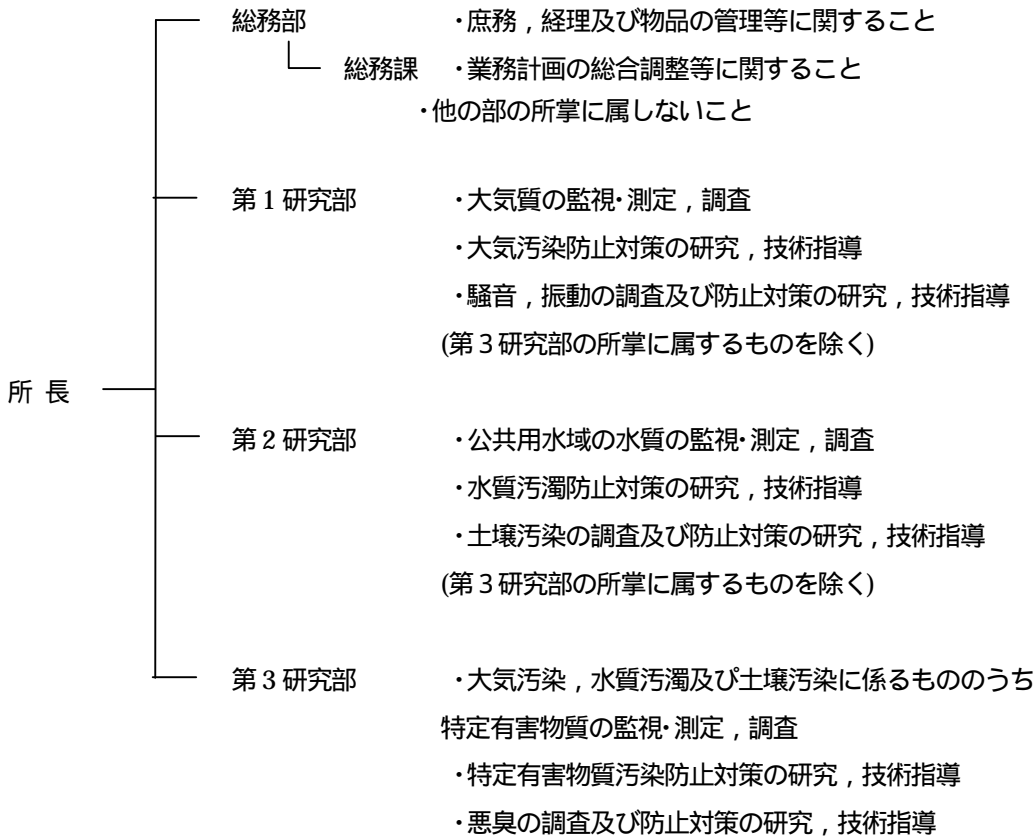 総務部 ・庶務，経理及び物品の管理等に関すること
総務課 ・業務計画の総合調整等に関すること
・他の部の所掌に属しないこと
第1研究部 ・大気質の監視・測定，調査
・大気汚染防止対策の研究，技術指導
・騒音，振動の調査及び防止対策の研究，技術指導
(第３研究部の所掌に属するものを除く)
所 長
第2研究部 ・公共用水域の水質の監視・測定，調査
・水質汚濁防止対策の研究，技術指導
・土壌汚染の調査及び防止対策の研究，技術指導
(第３研究部の所掌に属するものを除く)
第3研究部 ・大気汚染，水質汚濁及ぴ土壌汚染に係るもののうち
特定有害物質の監視・測定，調査
・特定有害物質汚染防止対策の研究，技術指導
・悪臭の調査及び防止対策の研究，技術指導